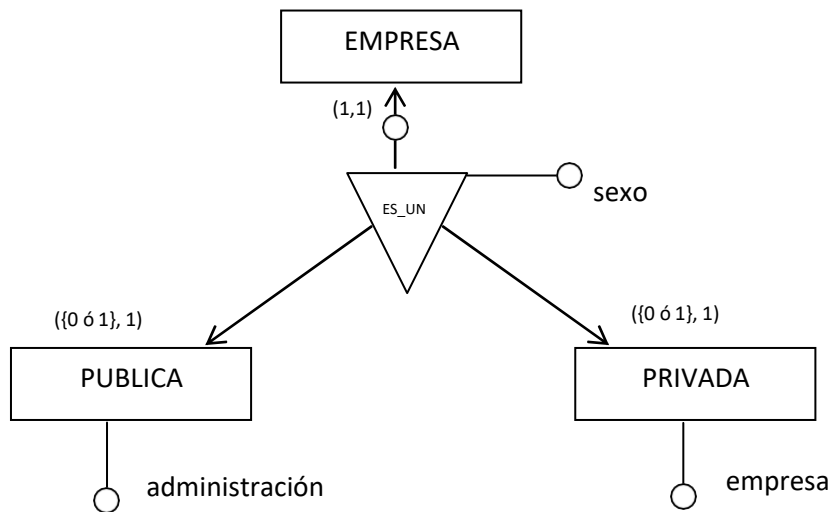 EMPRESA
(1,1)
ES_UN
sexo
({0 ó 1}, 1)
({0 ó 1}, 1)
PUBLICA
PRIVADA
administración
empresa